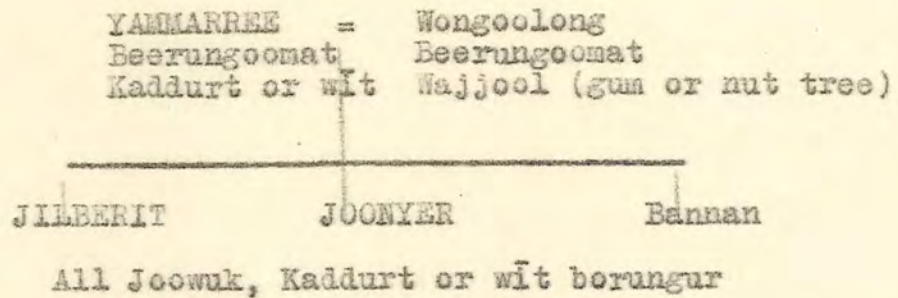 YAMMARREE = Wongoolong
Beerungoomat Beerungoomat
Kaddurt or wīt Wajjool (gum or nut tree)
JILBERIT JOONYER Bannan
All Joowuk, Kaddurt or wīt borungur